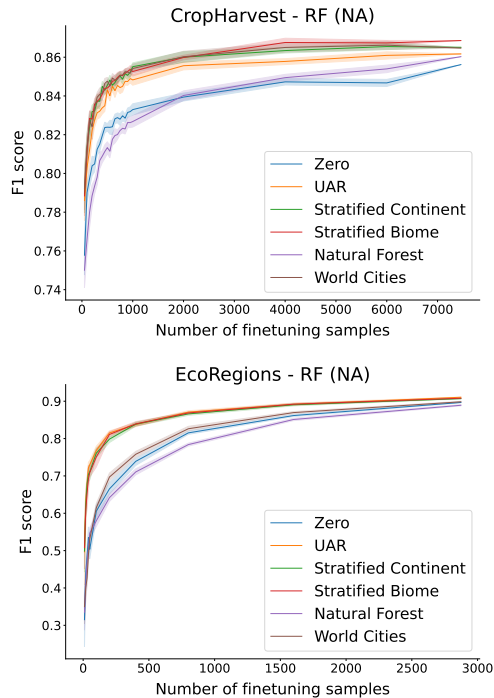 CropHarvest - RF (NA)
F1 score
0.86
0.84
0.82
0.80
0.78
0.76
0.74
Zero
UAR
Stratified Continent
Stratified Biome
Natural Forest
World Cities
0 1000 2000 3000 4000 5000 6000 7000
Number of finetuning samples
EcoRegions - RF (NA)
F1 score
0.9
0.8
0.7
0.6
0.5
0.4
0.3
Zero
UAR
Stratified Continent
Stratified Biome
Natural Forest
World Cities
0 500 1000 1500 2000 2500 3000
Number of finetuning samples